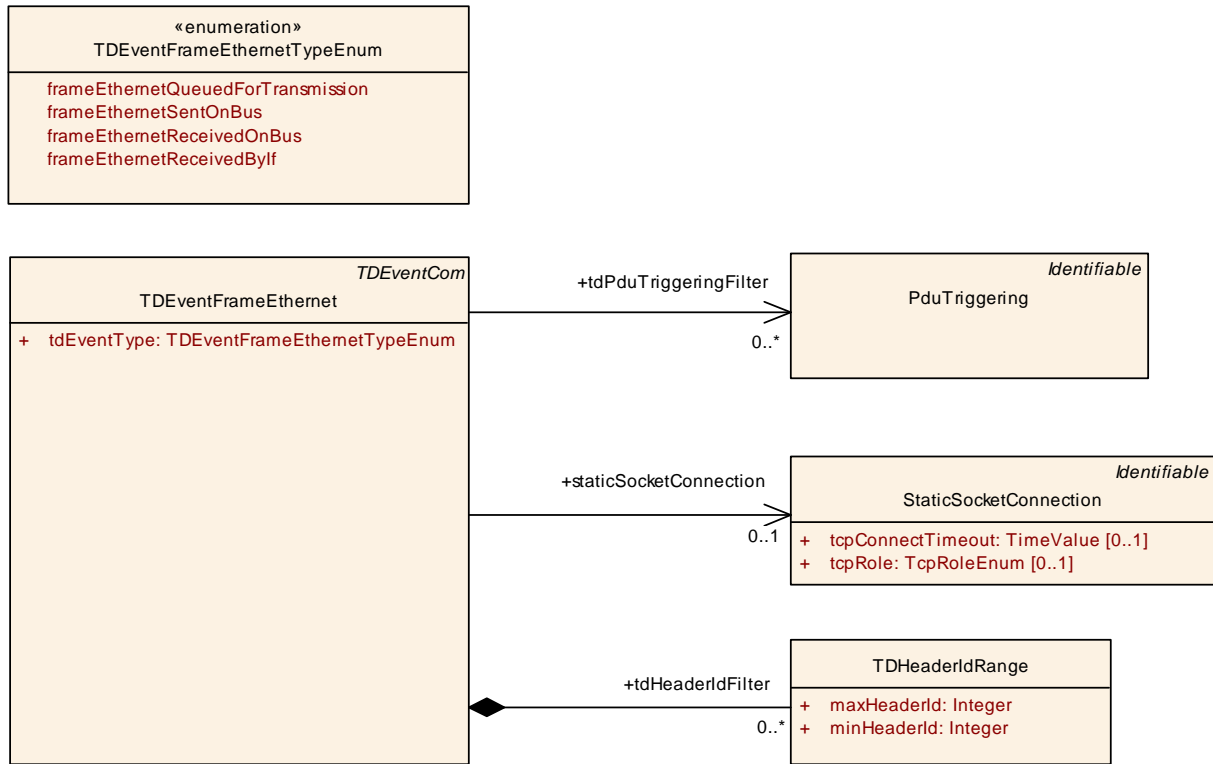 «enumeration»
TDEventFrameEthernetTypeEnum
frameEthernetQueuedForTransmission
frameEthernetSentOnBus
frameEthernetReceivedOnBus
frameEthernetReceivedByIf
TDEventCom
TDEventFrameEthernet
+ tdEventType: TDEventFrameEthernetTypeEnum
+tdPduTriggeringFilter
0..*
Identifiable
PduTriggering
+staticSocketConnection
0..1
Identifiable
StaticSocketConnection
+ tcpConnectTimeout: TimeValue [0..1]
+ tcpRole: TcpRoleEnum [0..1]
+tdHeaderIdFilter
0..*
TDHeaderIdRange
+ maxHeaderId: Integer
+ minHeaderId: Integer